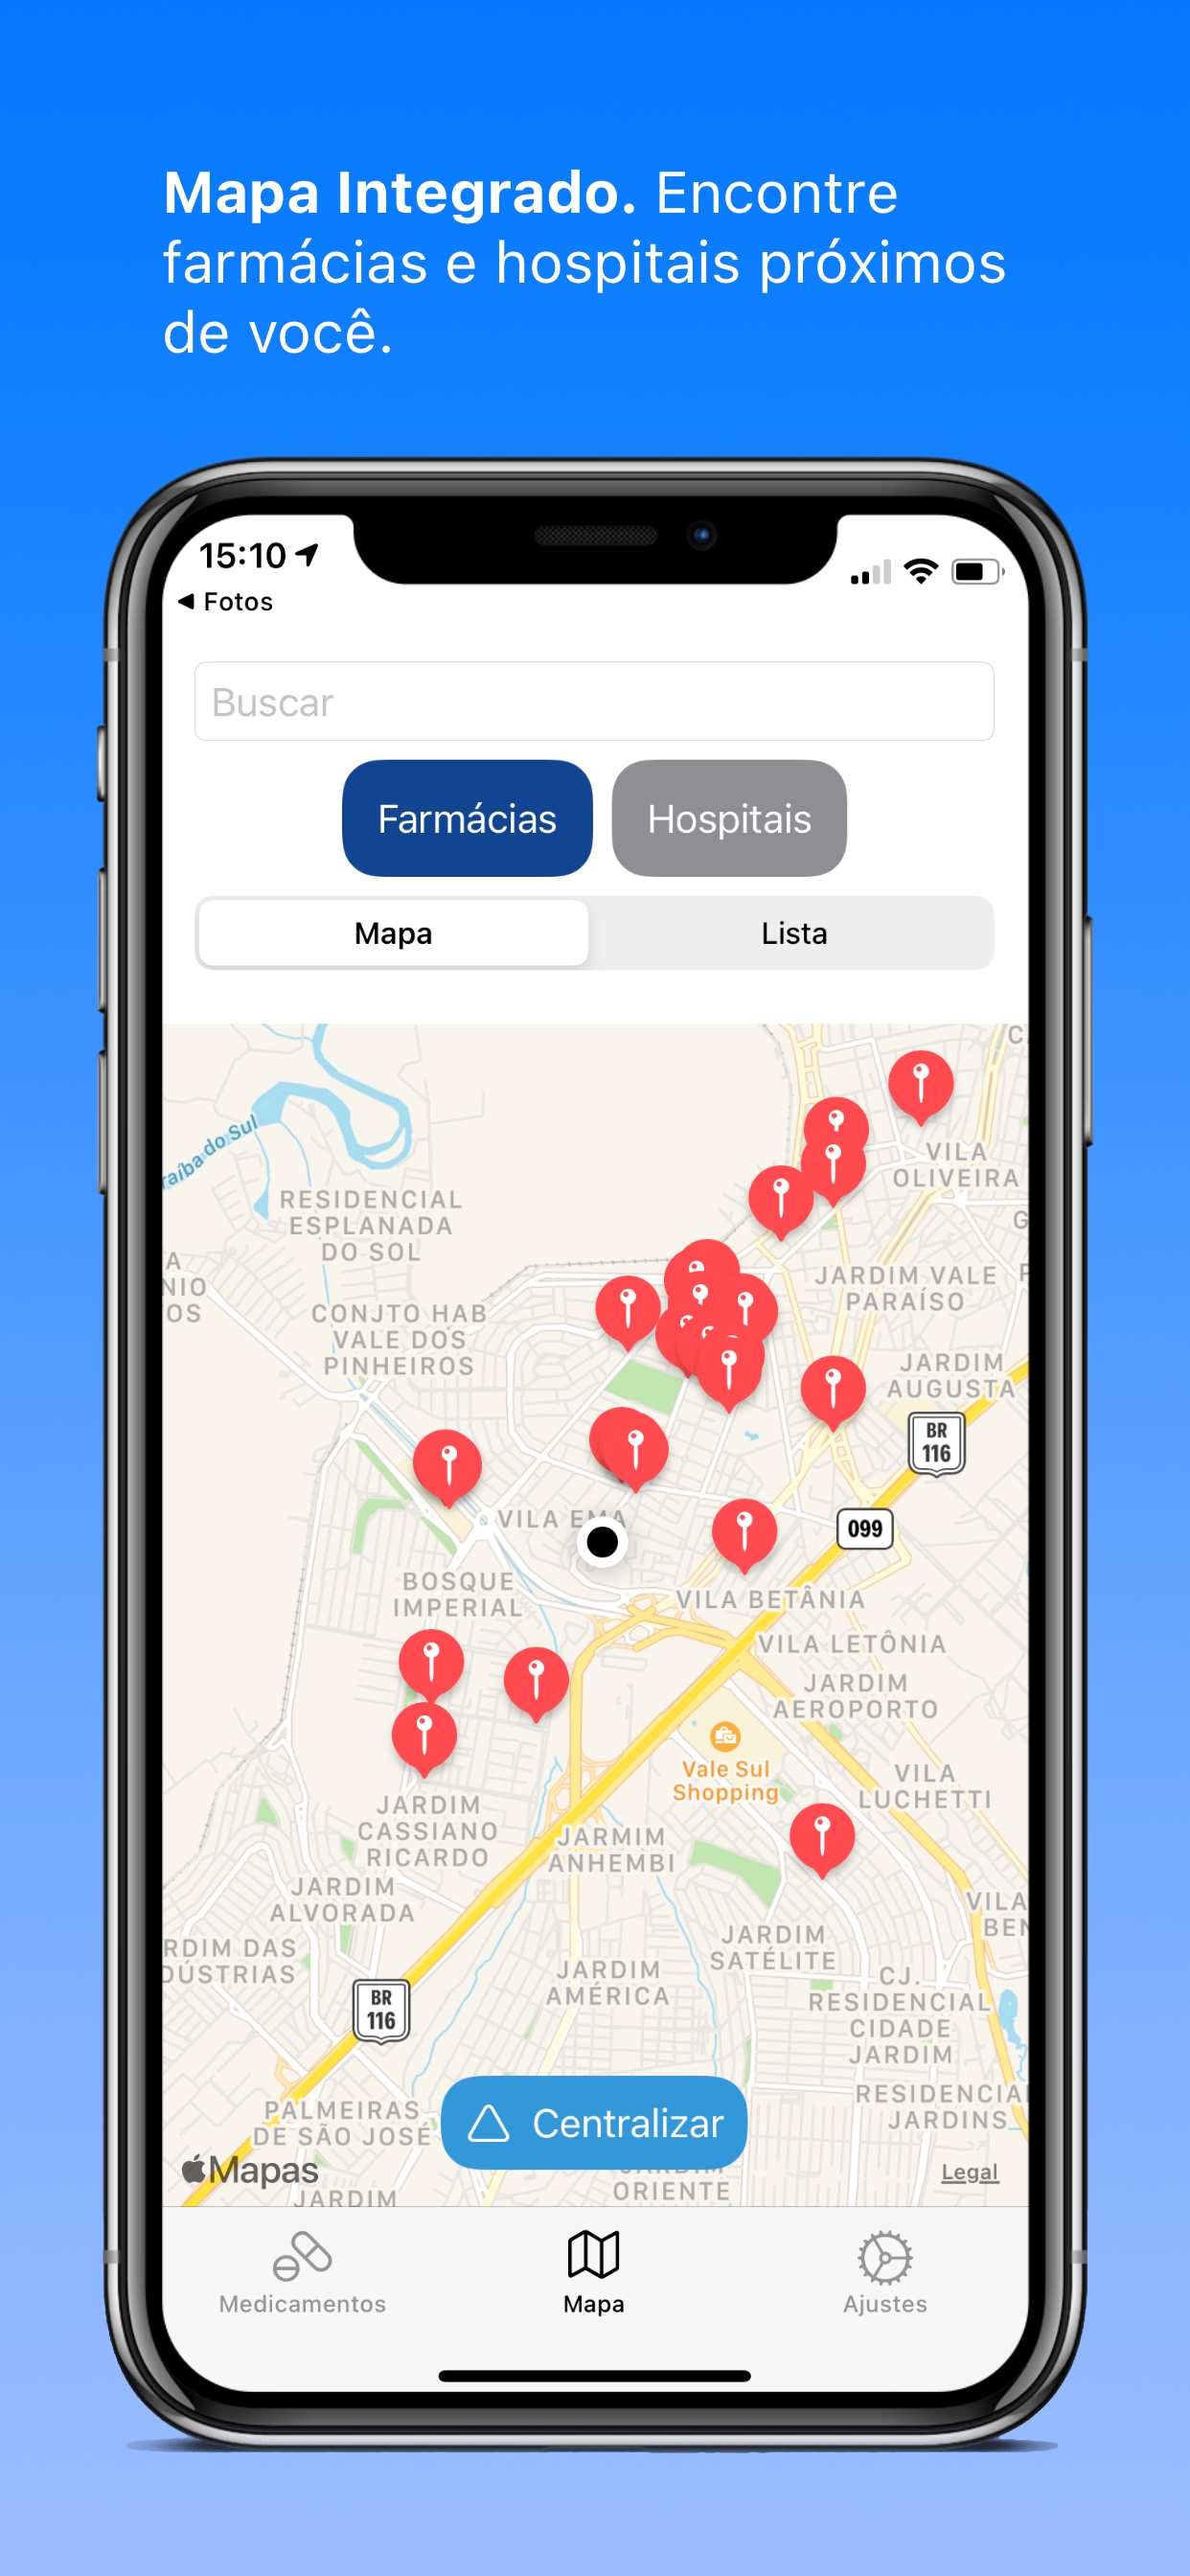 Mapa Integrado. Encontre
farmácias e hospitais próximos
de você.
15:10
Fotos
Buscar
Farmácias
Hospitais
Mapa
Lista
raíba do Sul
VILA
OLIVEIRA
RESIDENCIAL
ESPLANADA
DO SOL
A
NIO
OS
CONJTO HAB
VALE DOS
PINHEIROS
JARDIM VALE
PARAÍSO
JARDIM
AUGUSTA
BR
116
099
VILA EMA
BOSQUE
IMPERIAL
VILA BETÂNIA
VILA LETÔNIA
JARDIM
AEROPORTO
Vale Sul
Shopping
VILA
LUCHETTI
JARDIM
CASSIANO
RICARDO
JARMIM
ANHEMBI
JARDIM
ALVORADA
VILA
BEN
RDIM DAS
DÚSTRIAS
JARDIM
SATÉLITE
JARDIM
AMÉRICA
CJ.
RESIDENCIAL
CIDADE
JARDIM
BR
116
RESIDENCIAL
JARDINS
PALMEIRAS
DE SÃO JOSÉ
Centralizar
Mapas
JARDIM
JARDIM
ORIENTE
Legal
Medicamentos
Mapa
Ajustes